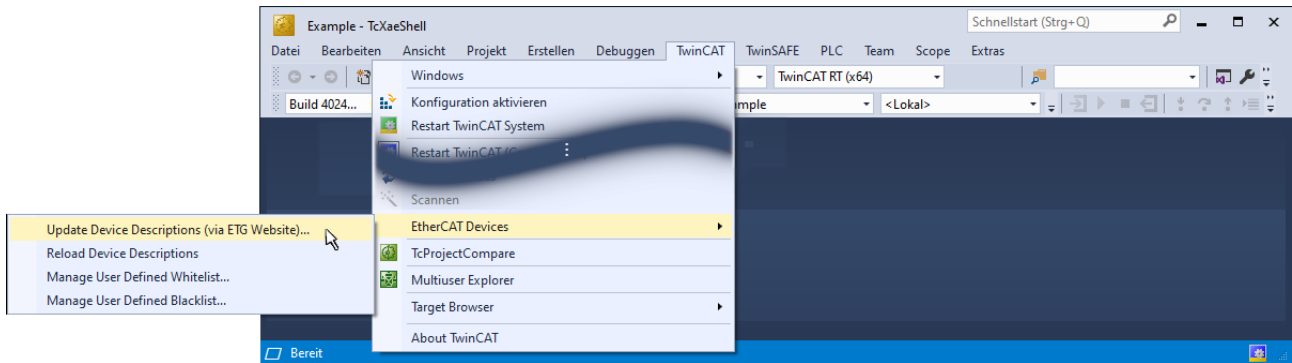 Example - TcXaeShell
Schnellstart (Strg+Q)
Datei Bearbeiten Ansicht Projekt Erstellen Debuggen TwinCAT TwinSAFE PLC Team Scope Extras
Windows
TwinCAT RT (x64)
Build 4024...
Konfiguration aktivieren
<Lokal>
Restart TwinCAT System
Restart TwinCAT
Scannen
EtherCAT Devices
Update Device Descriptions (via ETG Website)...
Reload Device Descriptions
Manage User Defined Whitelist...
Manage User Defined Blacklist...
TcProjectCompare
Multiuser Explorer
Target Browser
About TwinCAT
Bereit